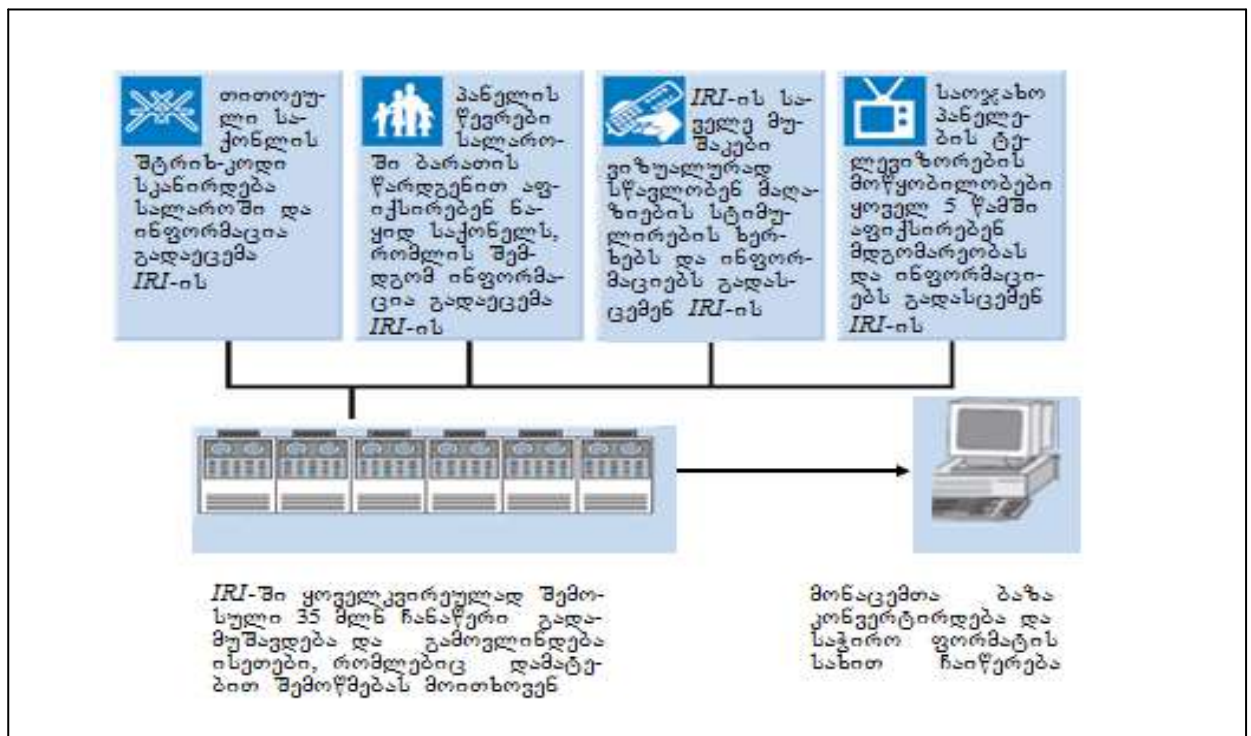 თითოეუ-
ლი სა-
ქონლის
შტრიხ-კოდი
სკანირდება
სალაროში და
ინფორმაცია
გადაეცემა
IRI-ის
პანელის
წევრები
სალარო-
ში ბარათის
წარდგენით აფ-
იქსირებენ ნა-
ყიდ საქონელს,
რომლის შემ-
დგომ ინფორმა-
ცია გადაეცემა
IRI-ის
IRI-ის სა-
ველე მუ-
შაკები
ვიზუალურად
სწავლობენ მაღა-
ზიების სტიმუ-
ლირების ხერ-
ხებს და ინფორ-
მაციებს გადას-
ცემენ IRI-ის
საოჯახო
პანელე-
ბის ტე-
ლევიზორების
მოწყობილობები
ყოველ 5 წამში
აფიქსირებენ
მდგომარეობას
და ინფორმაცი-
ებს გადასცემენ
IRI-ის
IRI-ში ყოველკვირეულად შემო-
სული 35 მლნ ჩანაწერი გადა-
მუშავდება და გამოვლინდება
ისეთები, რომლებიც დამატე-
ბით შემოწმებას მოითხოვენ
მონაცემთა ბაზა
კონვერტირდება და
საჭირო ფორმატის
სახით ჩაიწერება